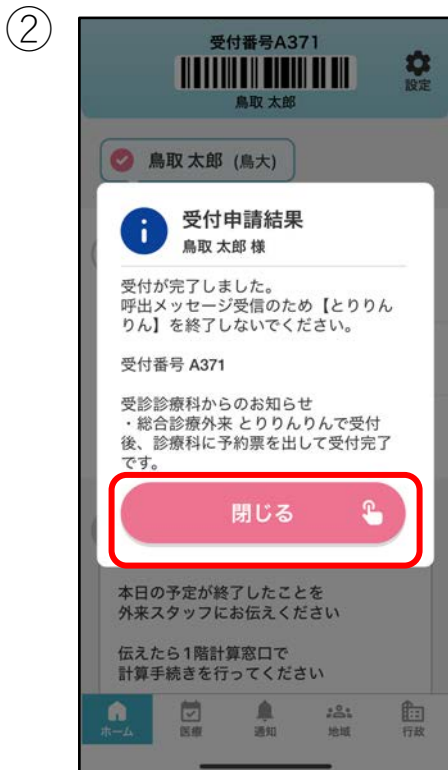 ②
受付番号A371
設定
鳥取 太郎
鳥取 太郎 (鳥大)
受付申請結果
鳥取 太郎 様
受付が完了しました。
呼出メッセージ受信のため【とりりん
りん】を終了しないでください。
受付番号 A371
受診診療科からのお知らせ
・総合診療外来 とりりんりんで受付
後、診療科に予約票を出して受付完了
です。
閉じる
本日の予定が終了したことを
外来スタッフにお伝えください
伝えたら1階計算窓口で
計算手続きを行ってください
ホーム 医療 通知 地域 行政